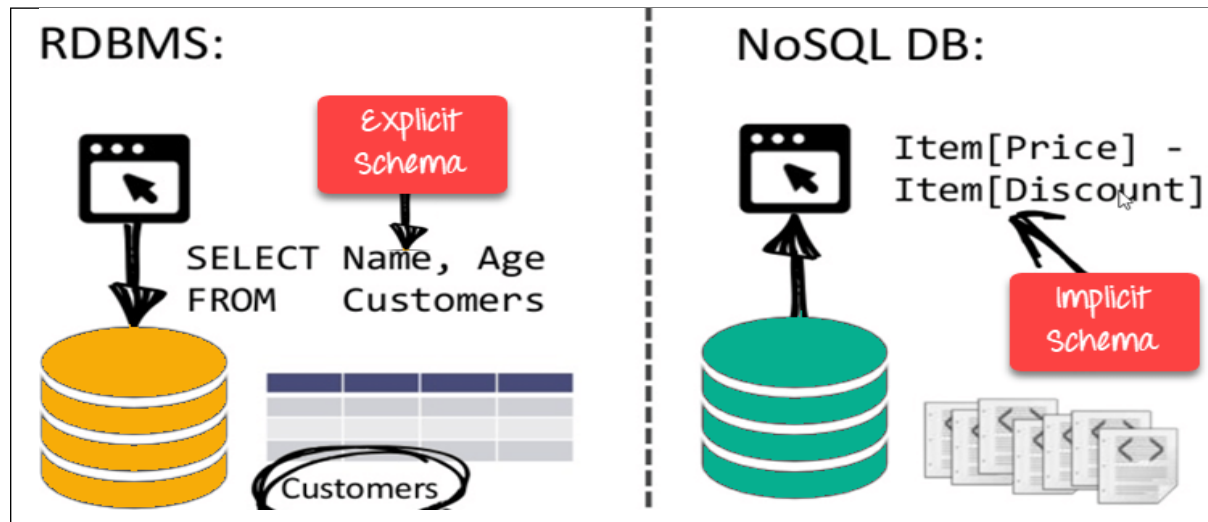 RDBMS:
Explicit
Schema
SELECT Name, Age
FROM Customers
Customers
NoSQL DB:
Item[Price] -
Item[Discount]
Implicit
Schema